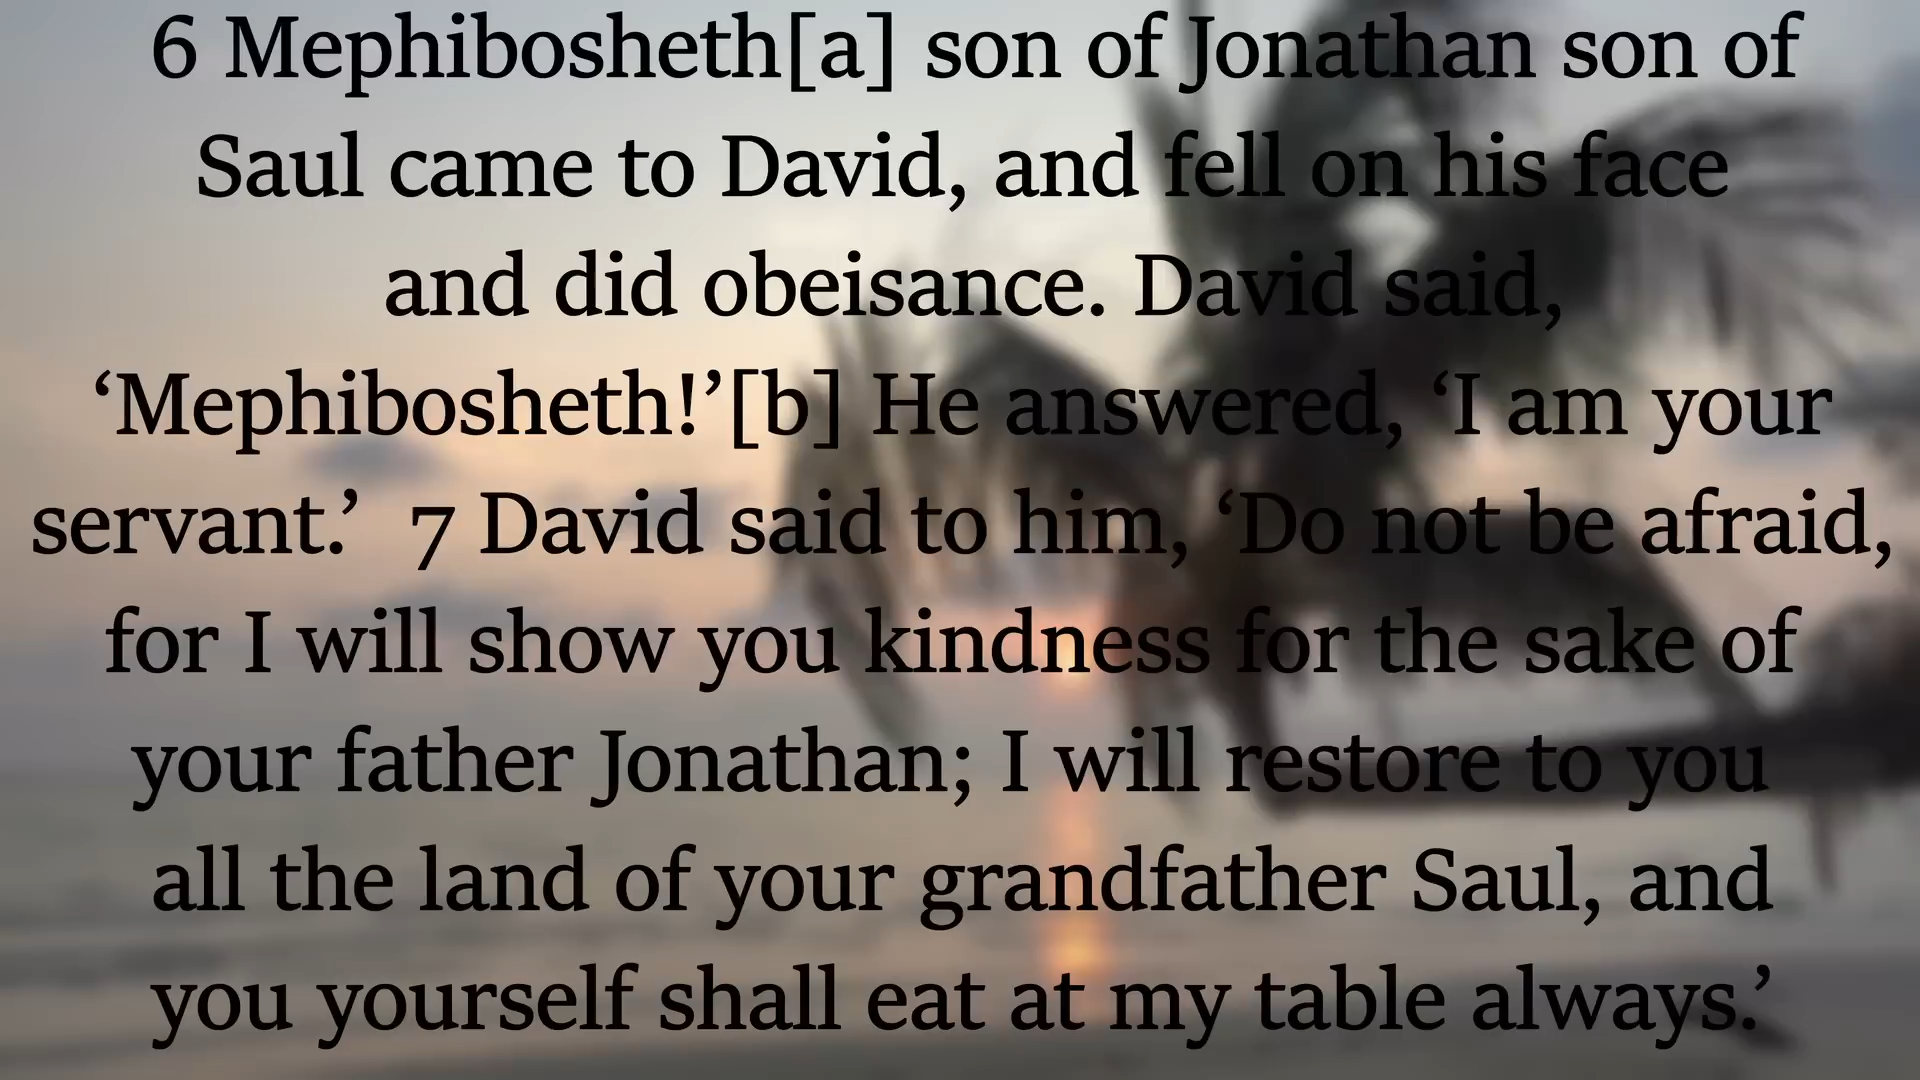 6 Mephibosheth[a] son of Jonathan son of
Saul came to David, and fell on his face
and did obeisance. David said,
‘Mephibosheth!’[b] He answered, ‘I am your
servant.’  7 David said to him, ‘Do not be afraid,
for I will show you kindness for the sake of
your father Jonathan; I will restore to you
all the land of your grandfather Saul, and
you yourself shall eat at my table always.’